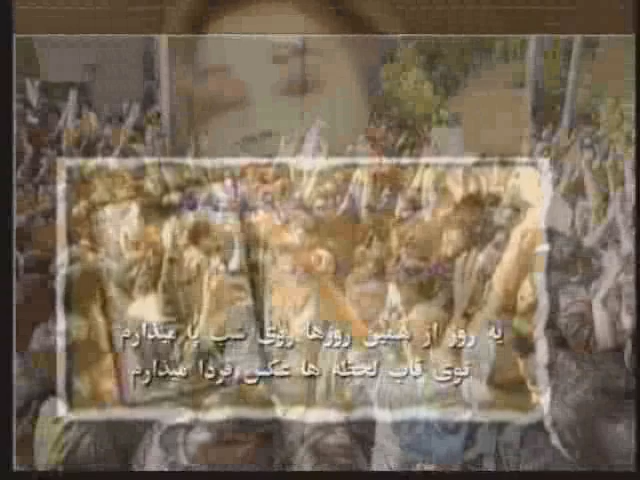 یه روز از همین روزها روی شب پا میذارم
توی قاب لحظه ها عکس فردا میذارم